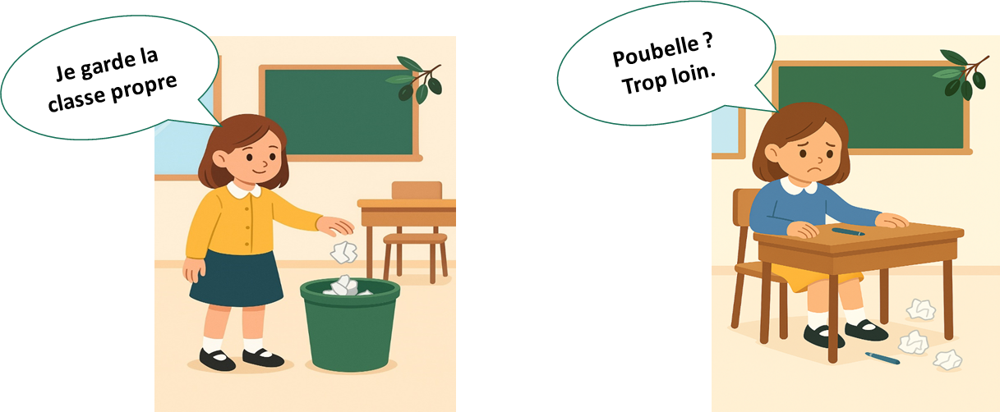 Je garde la
classe propre
Poubelle ?
Trop loin.